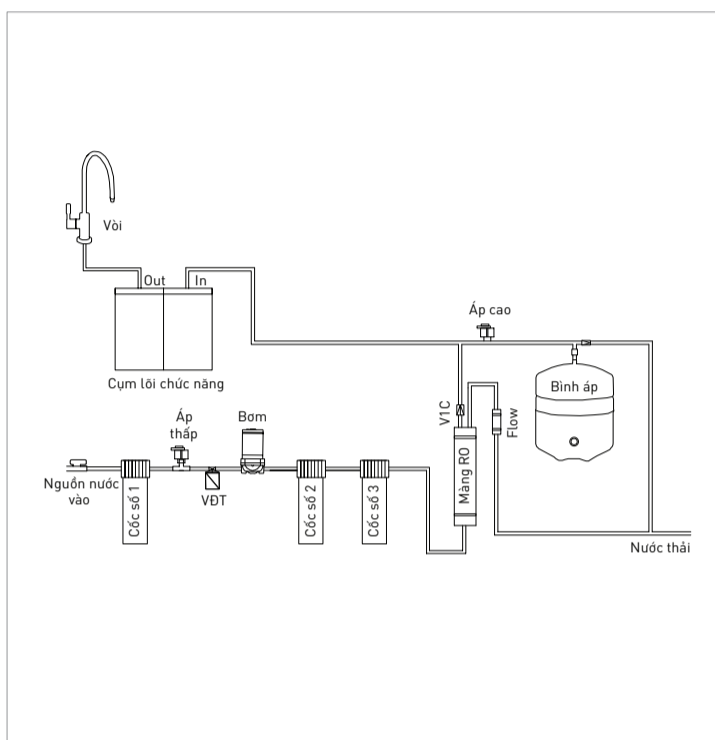 Vòi
Out
In
Cụm lõi chức năng
Áp cao
Bình áp
V1C
Flow
Màng RO
Áp
thấp
Bơm
Nguồn nước
vào
Cốc số 1
VĐT
Cốc số 2
Cốc số 3
Nước thải